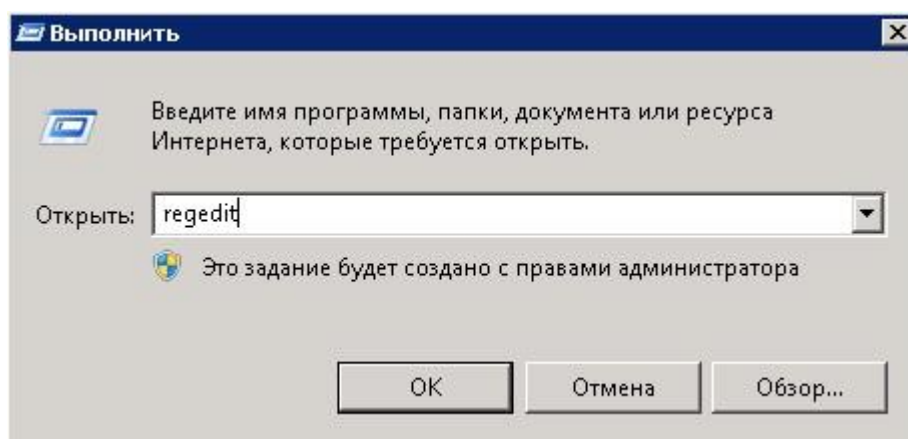 Выполнить
Введите имя программы, папки, документа или ресурса
Интернета, которые требуется открыть.
Открыть: regedit
Это задание будет создано с правами администратора
OK Отмена Обзор...